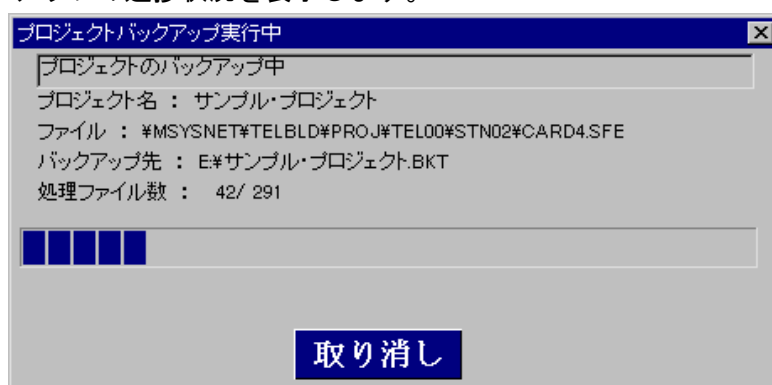 プロジェクトバックアップ実行中
プロジェクトのバックアップ中
プロジェクト名 : サンプル・プロジェクト
ファイル : ¥MSYSNET¥TELBLD¥PROJ¥TEL00¥STN02¥CARD4.SFE
バックアップ先 : E:¥サンプル・プロジェクト.BKT
処理ファイル数 : 42/ 291
取り消し